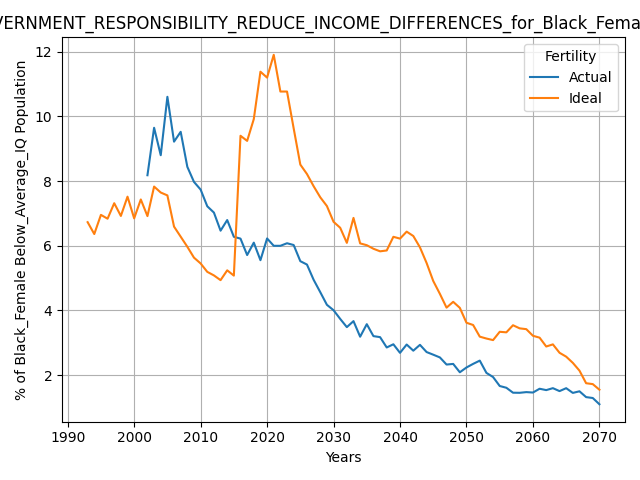 VERNMENT_RESPONSIBILITY_REDUCE_INCOME_DIFFERENCES_for_Black_Fema
Fertility
Actual
Ideal
% of Black_Female Below_Average_IQ Population
12
10
8
6
4
2
1990 2000 2010 2020 2030 2040 2050 2060 2070
Years